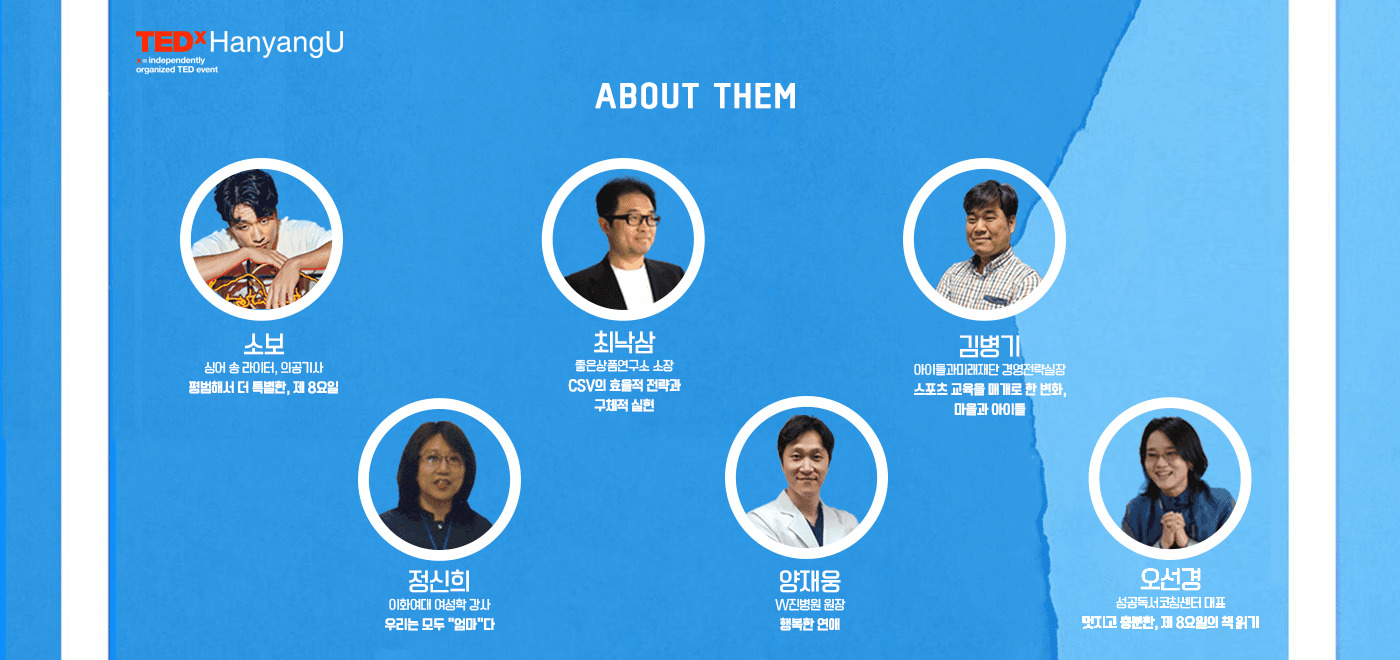 TEDx HanyangU
x = independently
organized TED event
ABOUT THEM
소보
싱어 송 라이터, 의공기사
평범해서 더 특별한, 제 8요일
최낙삼
좋은상품연구소 소장
CSV의 효율적 전략과
구체적 실현
김병기
아이들과미래재단 경영전략실장
스포츠 교육을 매개로 한 변화,
마을과 아이들
정신희
이화여대 여성학 강사
우리는 모두 "엄마"다
양재웅
W진병원 원장
행복한 연애
오선경
성공독서코칭센터 대표
멋지고 충분한, 제 8요일의 책 읽기